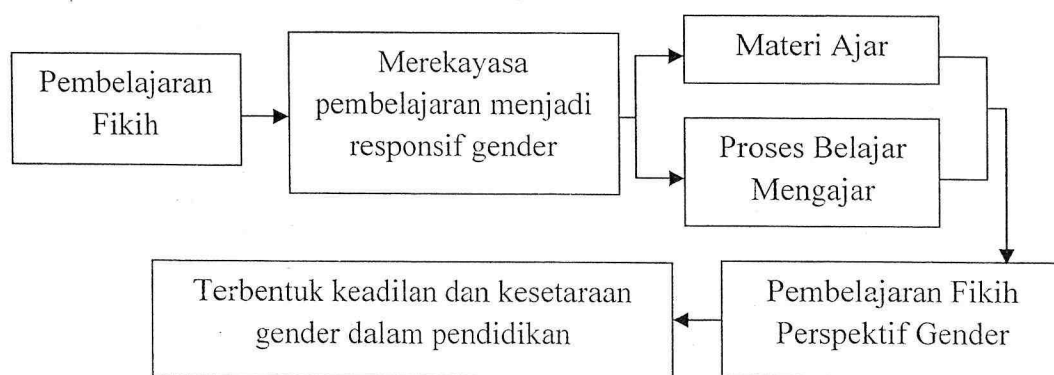 Pembelajaran
Fikih
Merekayasa
pembelajaran menjadi
responsif gender
Materi Ajar
Proses Belajar
Mengajar
Pembelajaran Fikih
Perspektif Gender
Terbentuk keadilan dan kesetaraan
gender dalam pendidikan